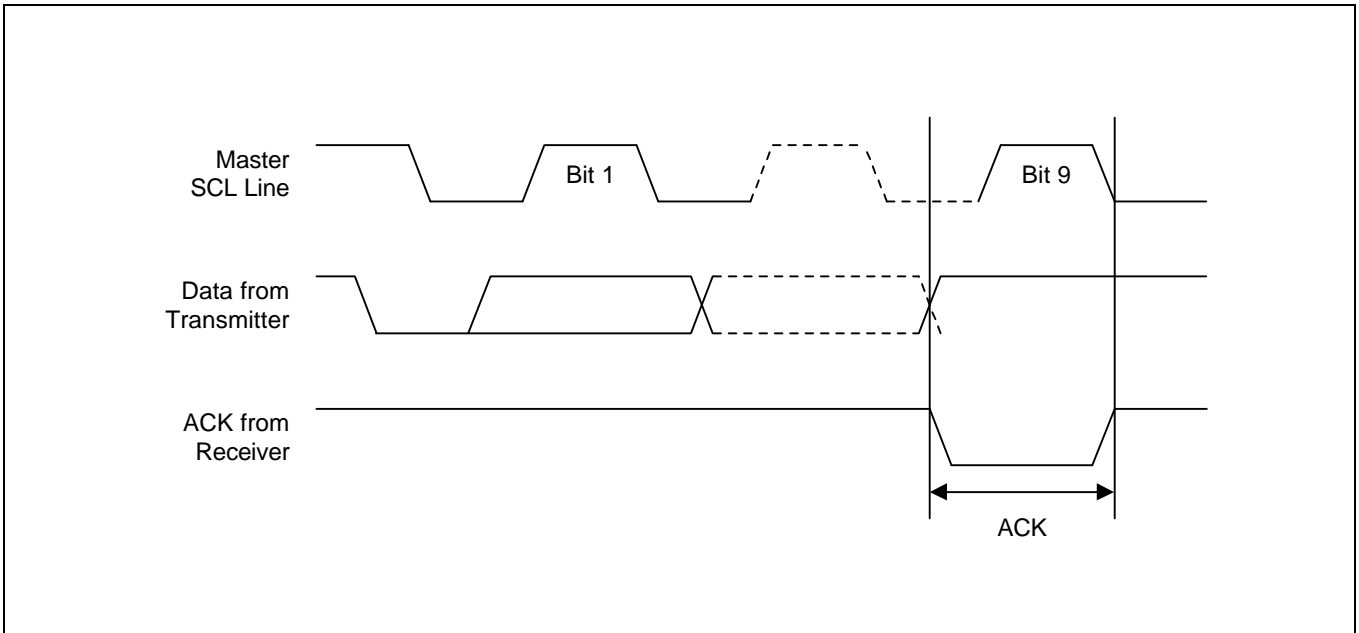 Master
SCL Line
Bit 1
Bit 9
Data from
Transmitter
ACK from
Receiver
ACK